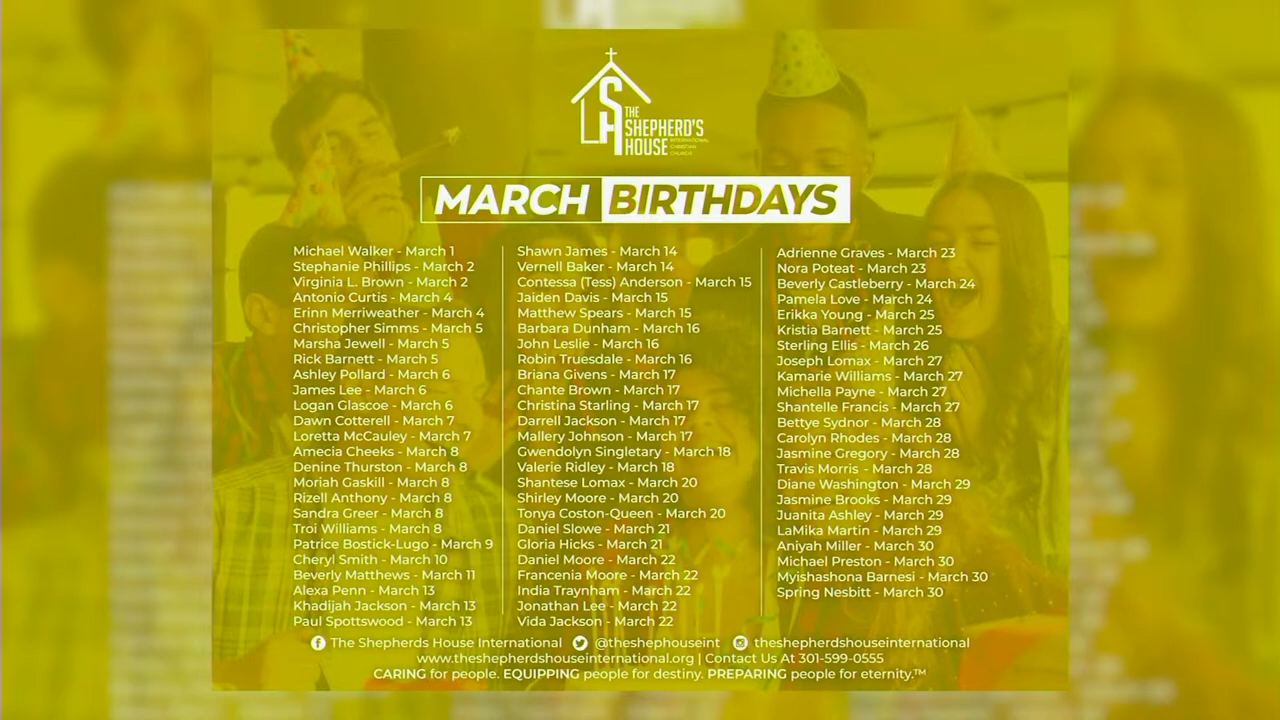 THE
SHEPHERD'S
HOUSE
INTERNATIONAL
CHRISTIAN
CHURCH
MARCH BIRTHDAYS
Michael Walker - March 1
Stephanie Phillips - March 2
Virginia L. Brown - March 2
Antonio Curtis - March 4
Erinn Merriweather - March 4
Christopher Simms - March 5
Marsha Jewell - March 5
Rick Barnett - March 5
Ashley Pollard - March 6
James Lee - March 6
Logan Glascoe - March 6
Dawn Cotterell - March 7
Loretta McCauley - March 7
Amecia Cheeks - March 8
Denine Thurston - March 8
Moriah Gaskill - March 8
Rizell Anthony - March 8
Sandra Greer - March 8
Troi Williams - March 8
Patrice Bostick-Lugo - March 9
Cheryl Smith - March 10
Beverly Matthews - March 11
Alexa Penn - March 13
Khadijah Jackson - March 13
Paul Spottswood - March 13
Shawn James - March 14
Vernell Baker - March 14
Contessa (Tess) Anderson - March 15
Jaiden Davis - March 15
Matthew Spears - March 15
Barbara Dunham - March 16
John Leslie - March 16
Robin Truesdale - March 16
Briana Givens - March 17
Chante Brown - March 17
Christina Starling - March 17
Darrell Jackson - March 17
Mallery Johnson - March 17
Gwendolyn Singletary - March 18
Valerie Ridley - March 18
Shantese Lomax - March 20
Shirley Moore - March 20
Tonya Coston-Queen - March 20
Daniel Slowe - March 21
Gloria Hicks - March 21
Daniel Moore - March 22
Francenia Moore - March 22
India Traynham - March 22
Jonathan Lee - March 22
Vida Jackson - March 22
Adrienne Graves - March 23
Nora Poteat - March 23
Beverly Castleberry - March 24
Pamela Love - March 24
Erikka Young - March 25
Kristia Barnett - March 25
Sterling Ellis - March 26
Joseph Lomax - March 27
Kamarie Williams - March 27
Michella Payne - March 27
Shantelle Francis - March 27
Bettye Sydnor - March 28
Carolyn Rhodes - March 28
Jasmine Gregory - March 28
Travis Morris - March 28
Diane Washington - March 29
Jasmine Brooks - March 29
Juanita Ashley - March 29
LaMika Martin - March 29
Aniyah Miller - March 30
Michael Preston - March 30
Myishashona Barnesi - March 30
Spring Nesbitt - March 30
The Shepherds House International @theshephouseint theshepherdshouseinternational
www.theshepherdshouseinternational.org | Contact Us At 301-599-0555
CARING for people. EQUIPPING people for destiny. PREPARING people for eternity.™